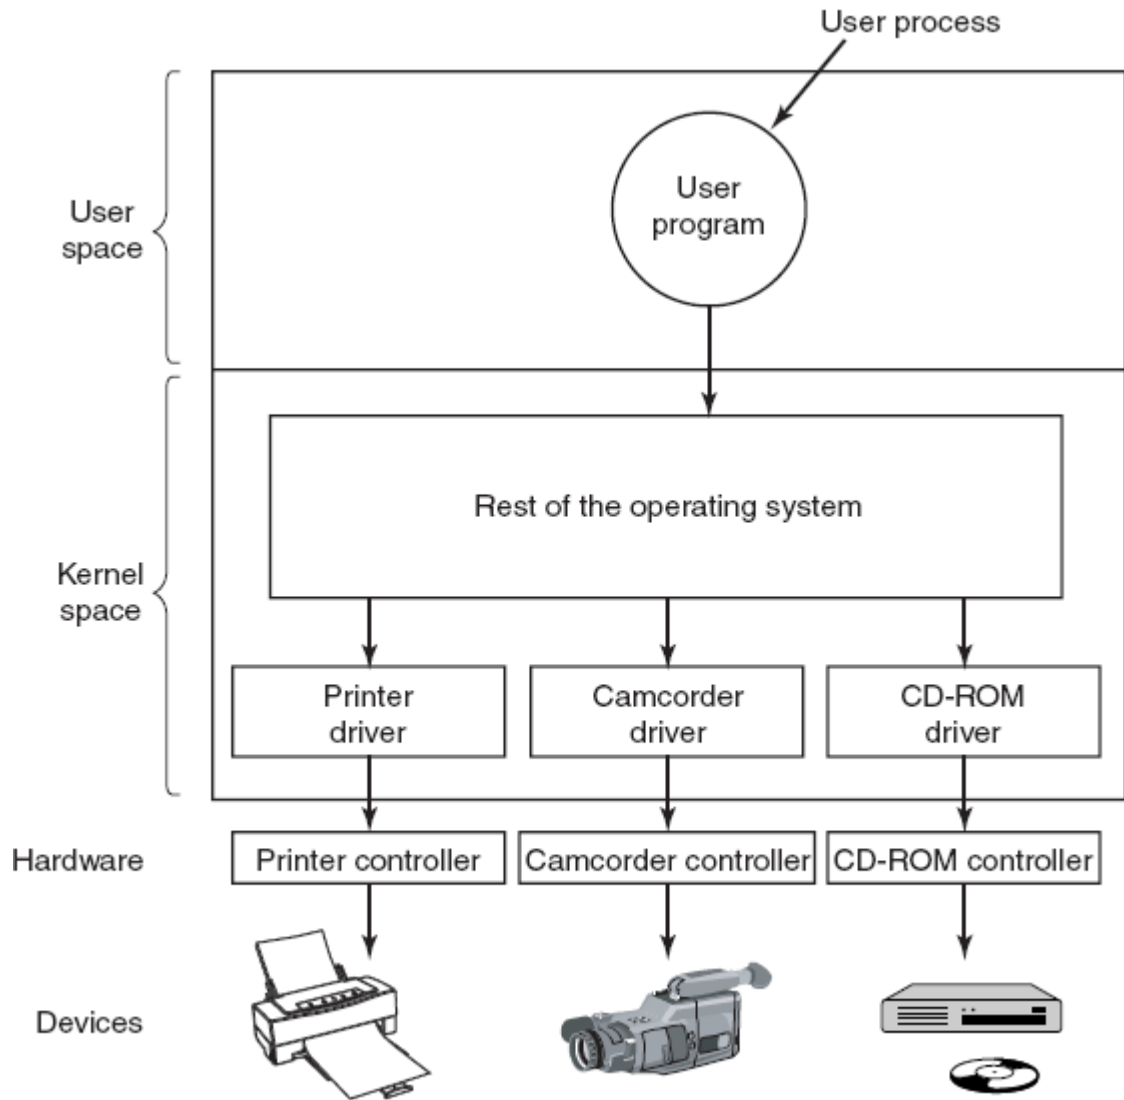 User process
User
program
User
space
Rest of the operating system
Kernel
space
Printer
driver
Camcorder
driver
CD-ROM
driver
Hardware
Printer controller
Camcorder controller
CD-ROM controller
Devices